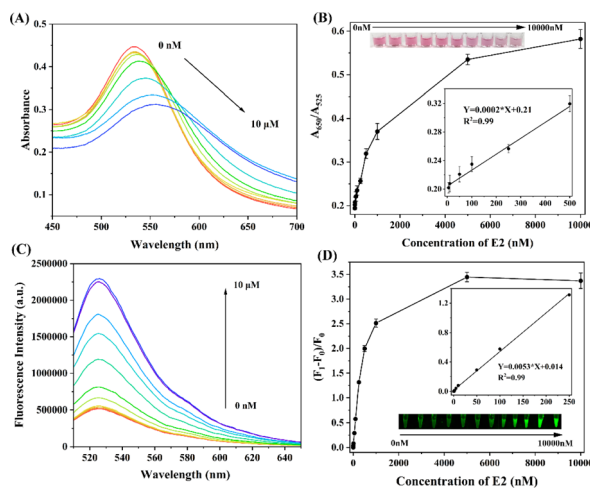 (A)
0 nM
10 μM
Absorbance
0.5
0.4
0.3
0.2
0.1
450 500 550 600 650 700
Wavelength (nm)
(B)
0nM 10000nM
A650/A525
0.6
0.5
0.4
0.3
0.2
Y=0.0002*X+0.21
R²=0.99
0.32
0.28
0.24
0.20
0 100 200 300 400 500
0 2000 4000 6000 8000 10000
Concentration of E2 (nM)
(C)
10 μM
0 nM
Fluorescence Intensity (a.u.)
2500000
2000000
1500000
1000000
500000
0
520 540 560 580 600 620 640
Wavelength (nm)
(D)
(F1-F0)/F0
3.5
3.0
2.5
2.0
1.5
1.0
0.5
0.0
Y=0.0053*X+0.014
R²=0.99
1.2
0.8
0.4
0.0
0 50 100 150 200 250
0nM 10000nM
0 2000 4000 6000 8000 10000
Concentration of E2 (nM)